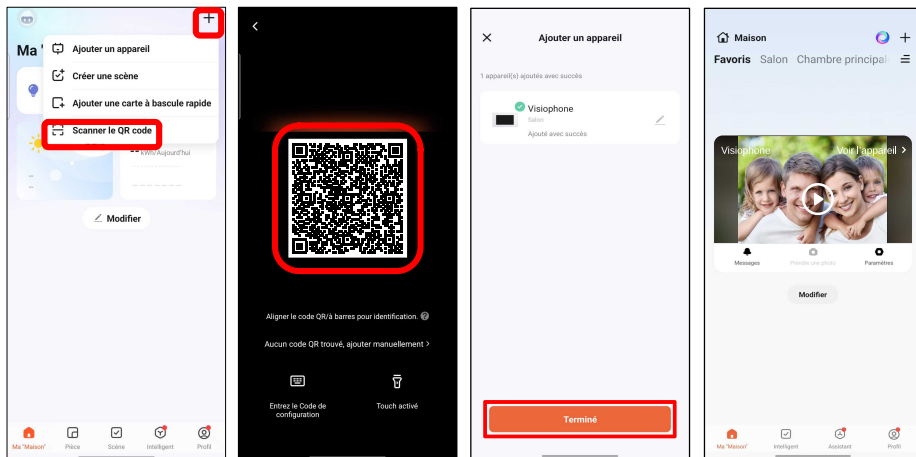 Ma "
Ajouter un appareil
Créer une scène
Ajouter une carte à bascule rapide
Scanner le QR code
kWh/Aujourd'hui
Modifier
Ma "Maison"
Pièce
Scène
Intelligent
Profil
Aligner le code QR/à barres pour identification.
Aucun code QR trouvé, ajouter manuellement >
Entrez le Code de
configuration
Touch activé
Ajouter un appareil
1 appareil(s) ajoutés avec succès
Visiophone
Salon
Ajouté avec succès
Terminé
Maison
Favoris Salon Chambre principal
Visiophone Voir l'appareil >
Messages
Prendre une photo
Paramètres
Modifier
Ma "Maison"
Intelligent
Assistant
Profil